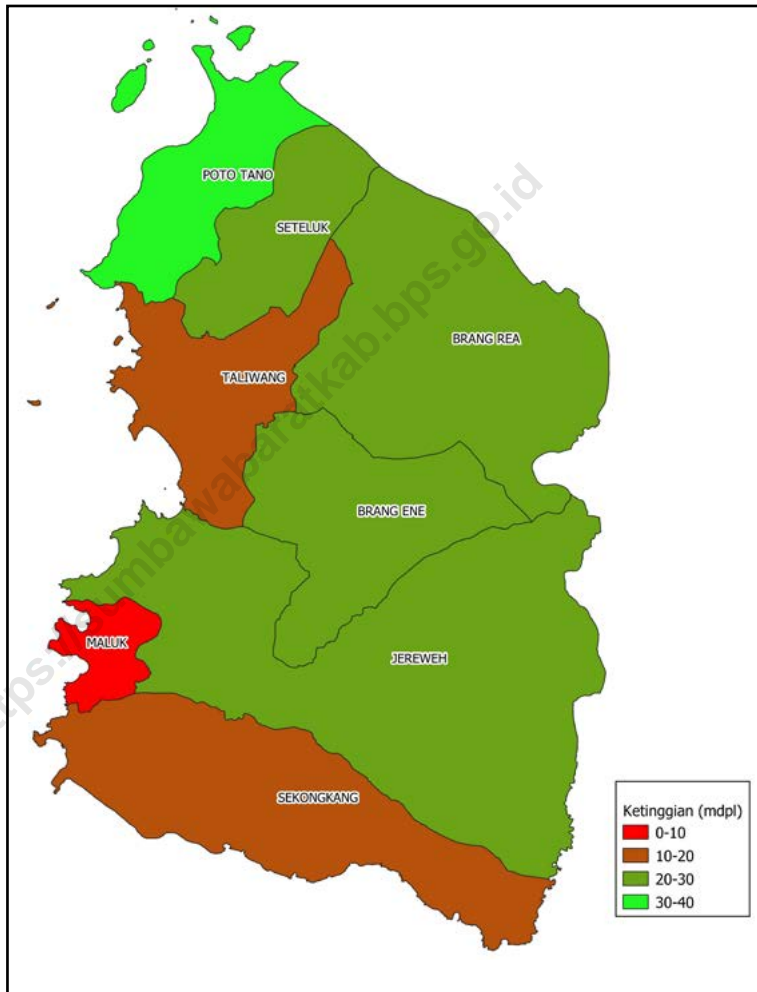 POTO TANO
SETELUK
BRANG REA
TALIWANG
BRANG ENE
MALUK
JEREWEH
SEKONGKANG
Ketinggian (mdpl)
0-10
10-20
20-30
30-40
https://sumbawabaratkab.bps.go.id